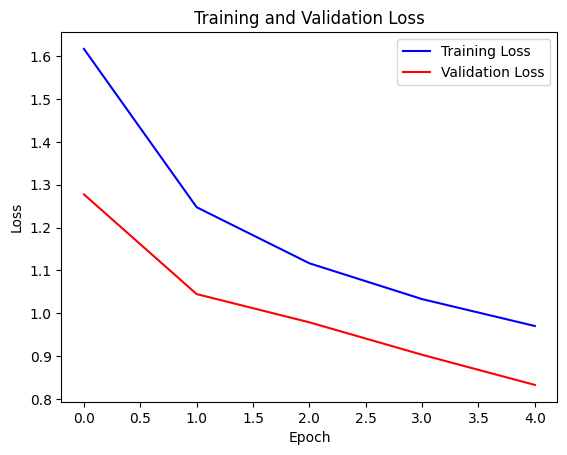 Training and Validation Loss
Training Loss
Validation Loss
1.6
1.5
1.4
1.3
1.2
1.1
1.0
0.9
0.8
Loss
0.0 0.5 1.0 1.5 2.0 2.5 3.0 3.5 4.0
Epoch